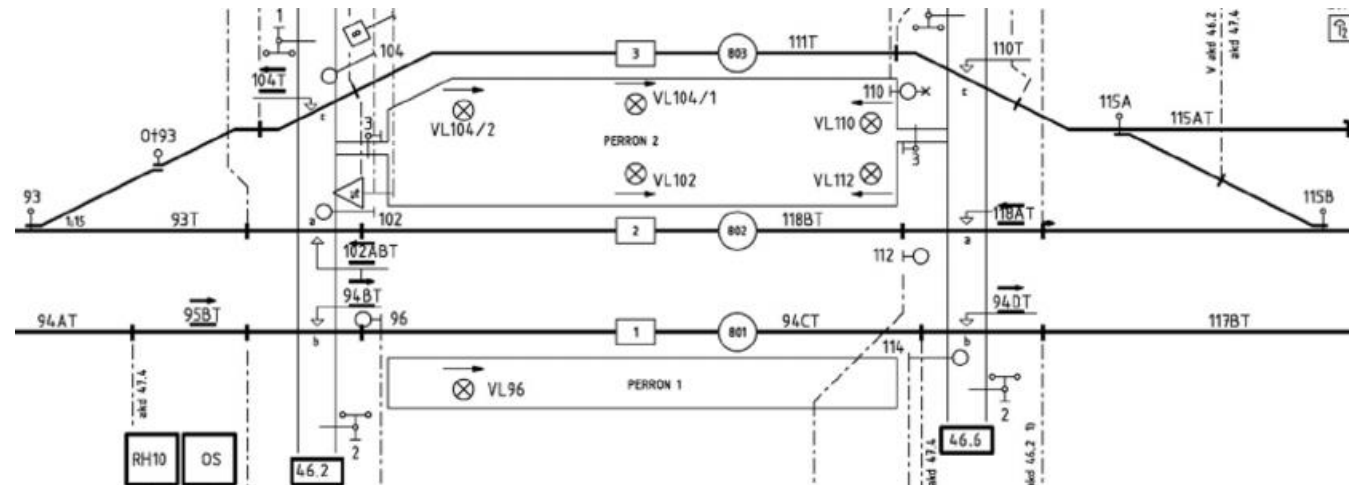 1
8
104
104T
3
803
111T
110T
V akd 46.2
akd 47.4
VL104/2
VL104/1
110
VL110
115A
115AT
PERRON 2
0†93
3
3
VL102
VL112
93
1:15
93T
a
102
2
802
118BT
118AT
a
115B
102ABT
112
94BT
94DT
94AT
95BT
b
96
1
801
94CT
b
117BT
114
akd 47.4
VL96
PERRON 1
2
2
RH10
OS
46.2
46.6
akd 47.4
akd 46.2 1)